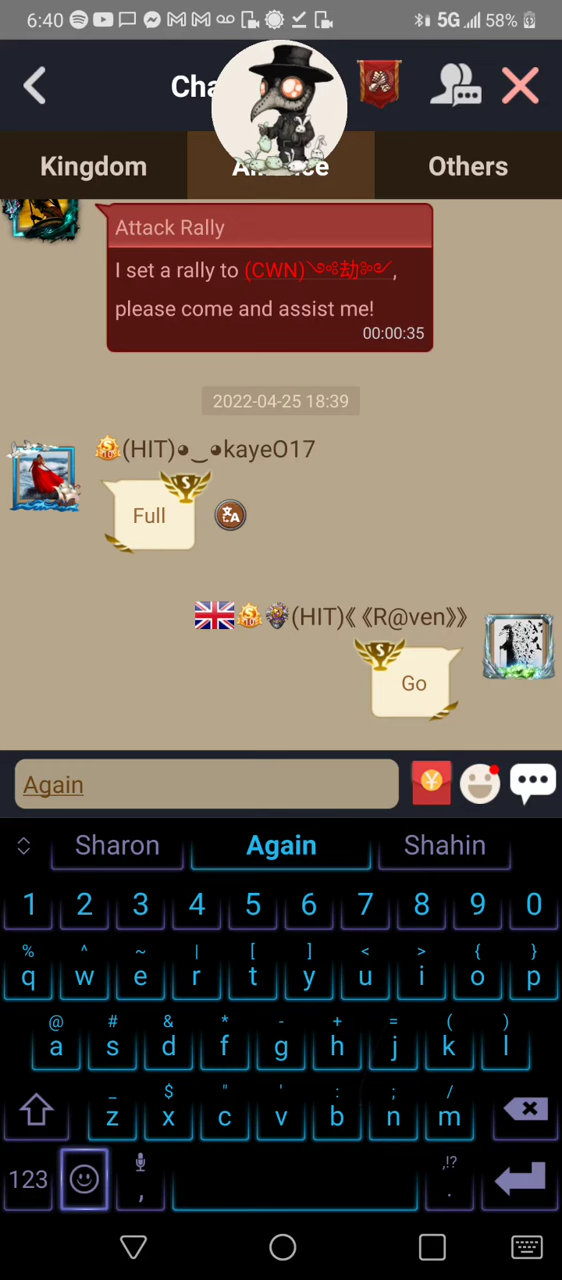 6:40 5G 58%
Cha
Kingdom Others
Attack Rally
I set a rally to (CWN)༄༻劫༺࿐,
please come and assist me!
00:00:35
2022-04-25 18:39
(HIT)◕‿◕kayeO17
Full
(HIT)《《R@ven》》
Go
Again
Sharon Again Shahin
1 2 3 4 5 6 7 8 9 0
% ^ ~ | [ ] < > { }
q w e r t y u i o p
@ # & * - + = ( )
a s d f g h j k l
_ $ " ' : ; /
z x c v b n m
,!?
123 , .